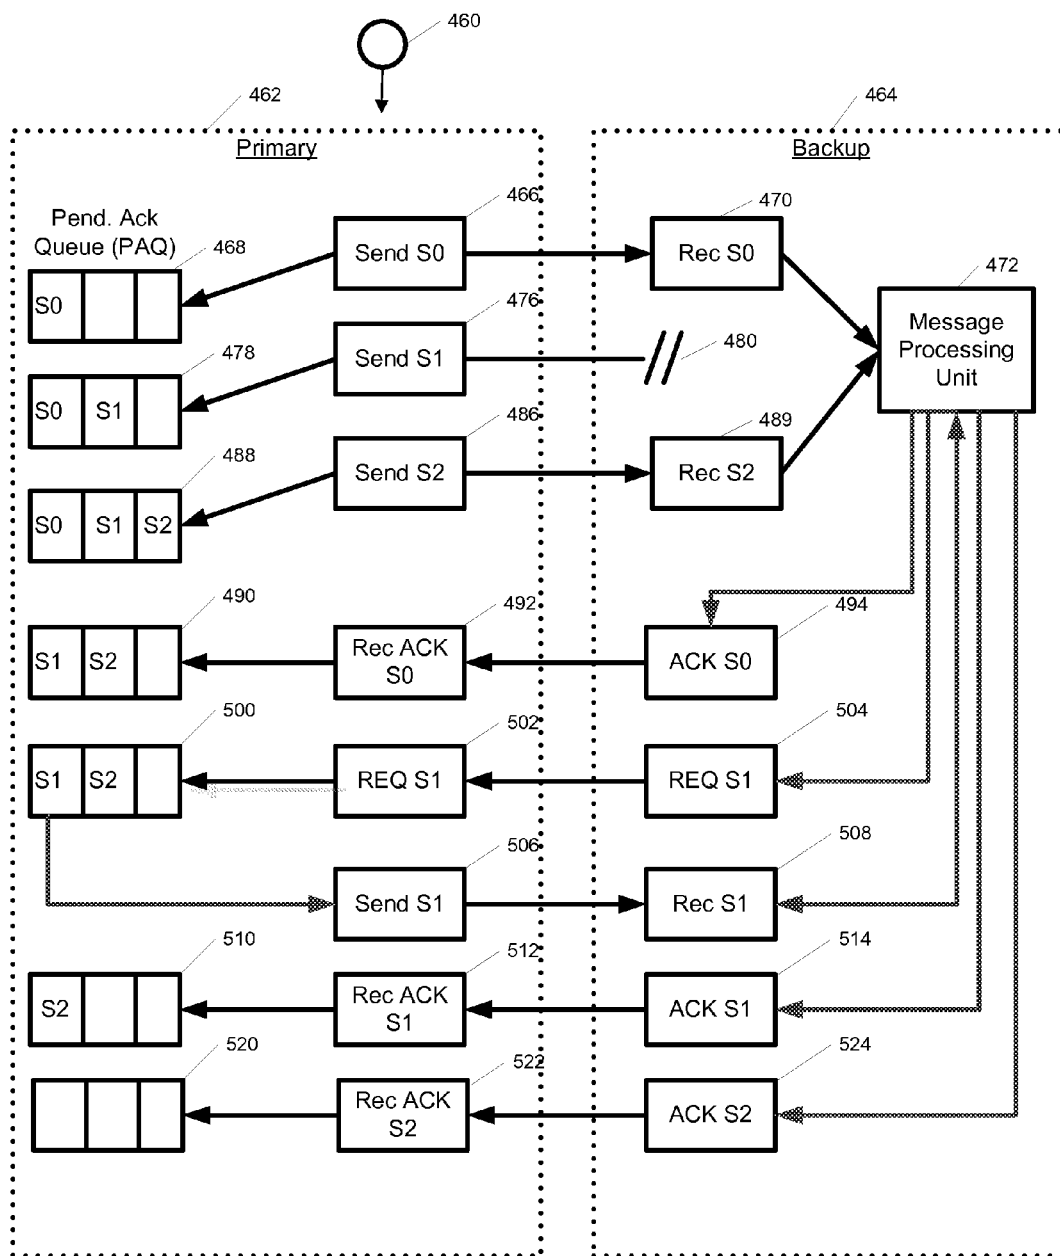 460
462
464
Primary
Backup
Pend. Ack
Queue (PAQ)
466
470
468
Send S0
Rec S0
472
S0
476
Message
Processing
Unit
478
Send S1
480
S0 S1
486
489
488
Send S2
Rec S2
S0 S1 S2
490
492
494
S1 S2
Rec ACK
S0
ACK S0
500
502
504
S1 S2
REQ S1
REQ S1
506
508
Send S1
Rec S1
510
512
514
S2
Rec ACK
S1
ACK S1
520
522
524
Rec ACK
S2
ACK S2